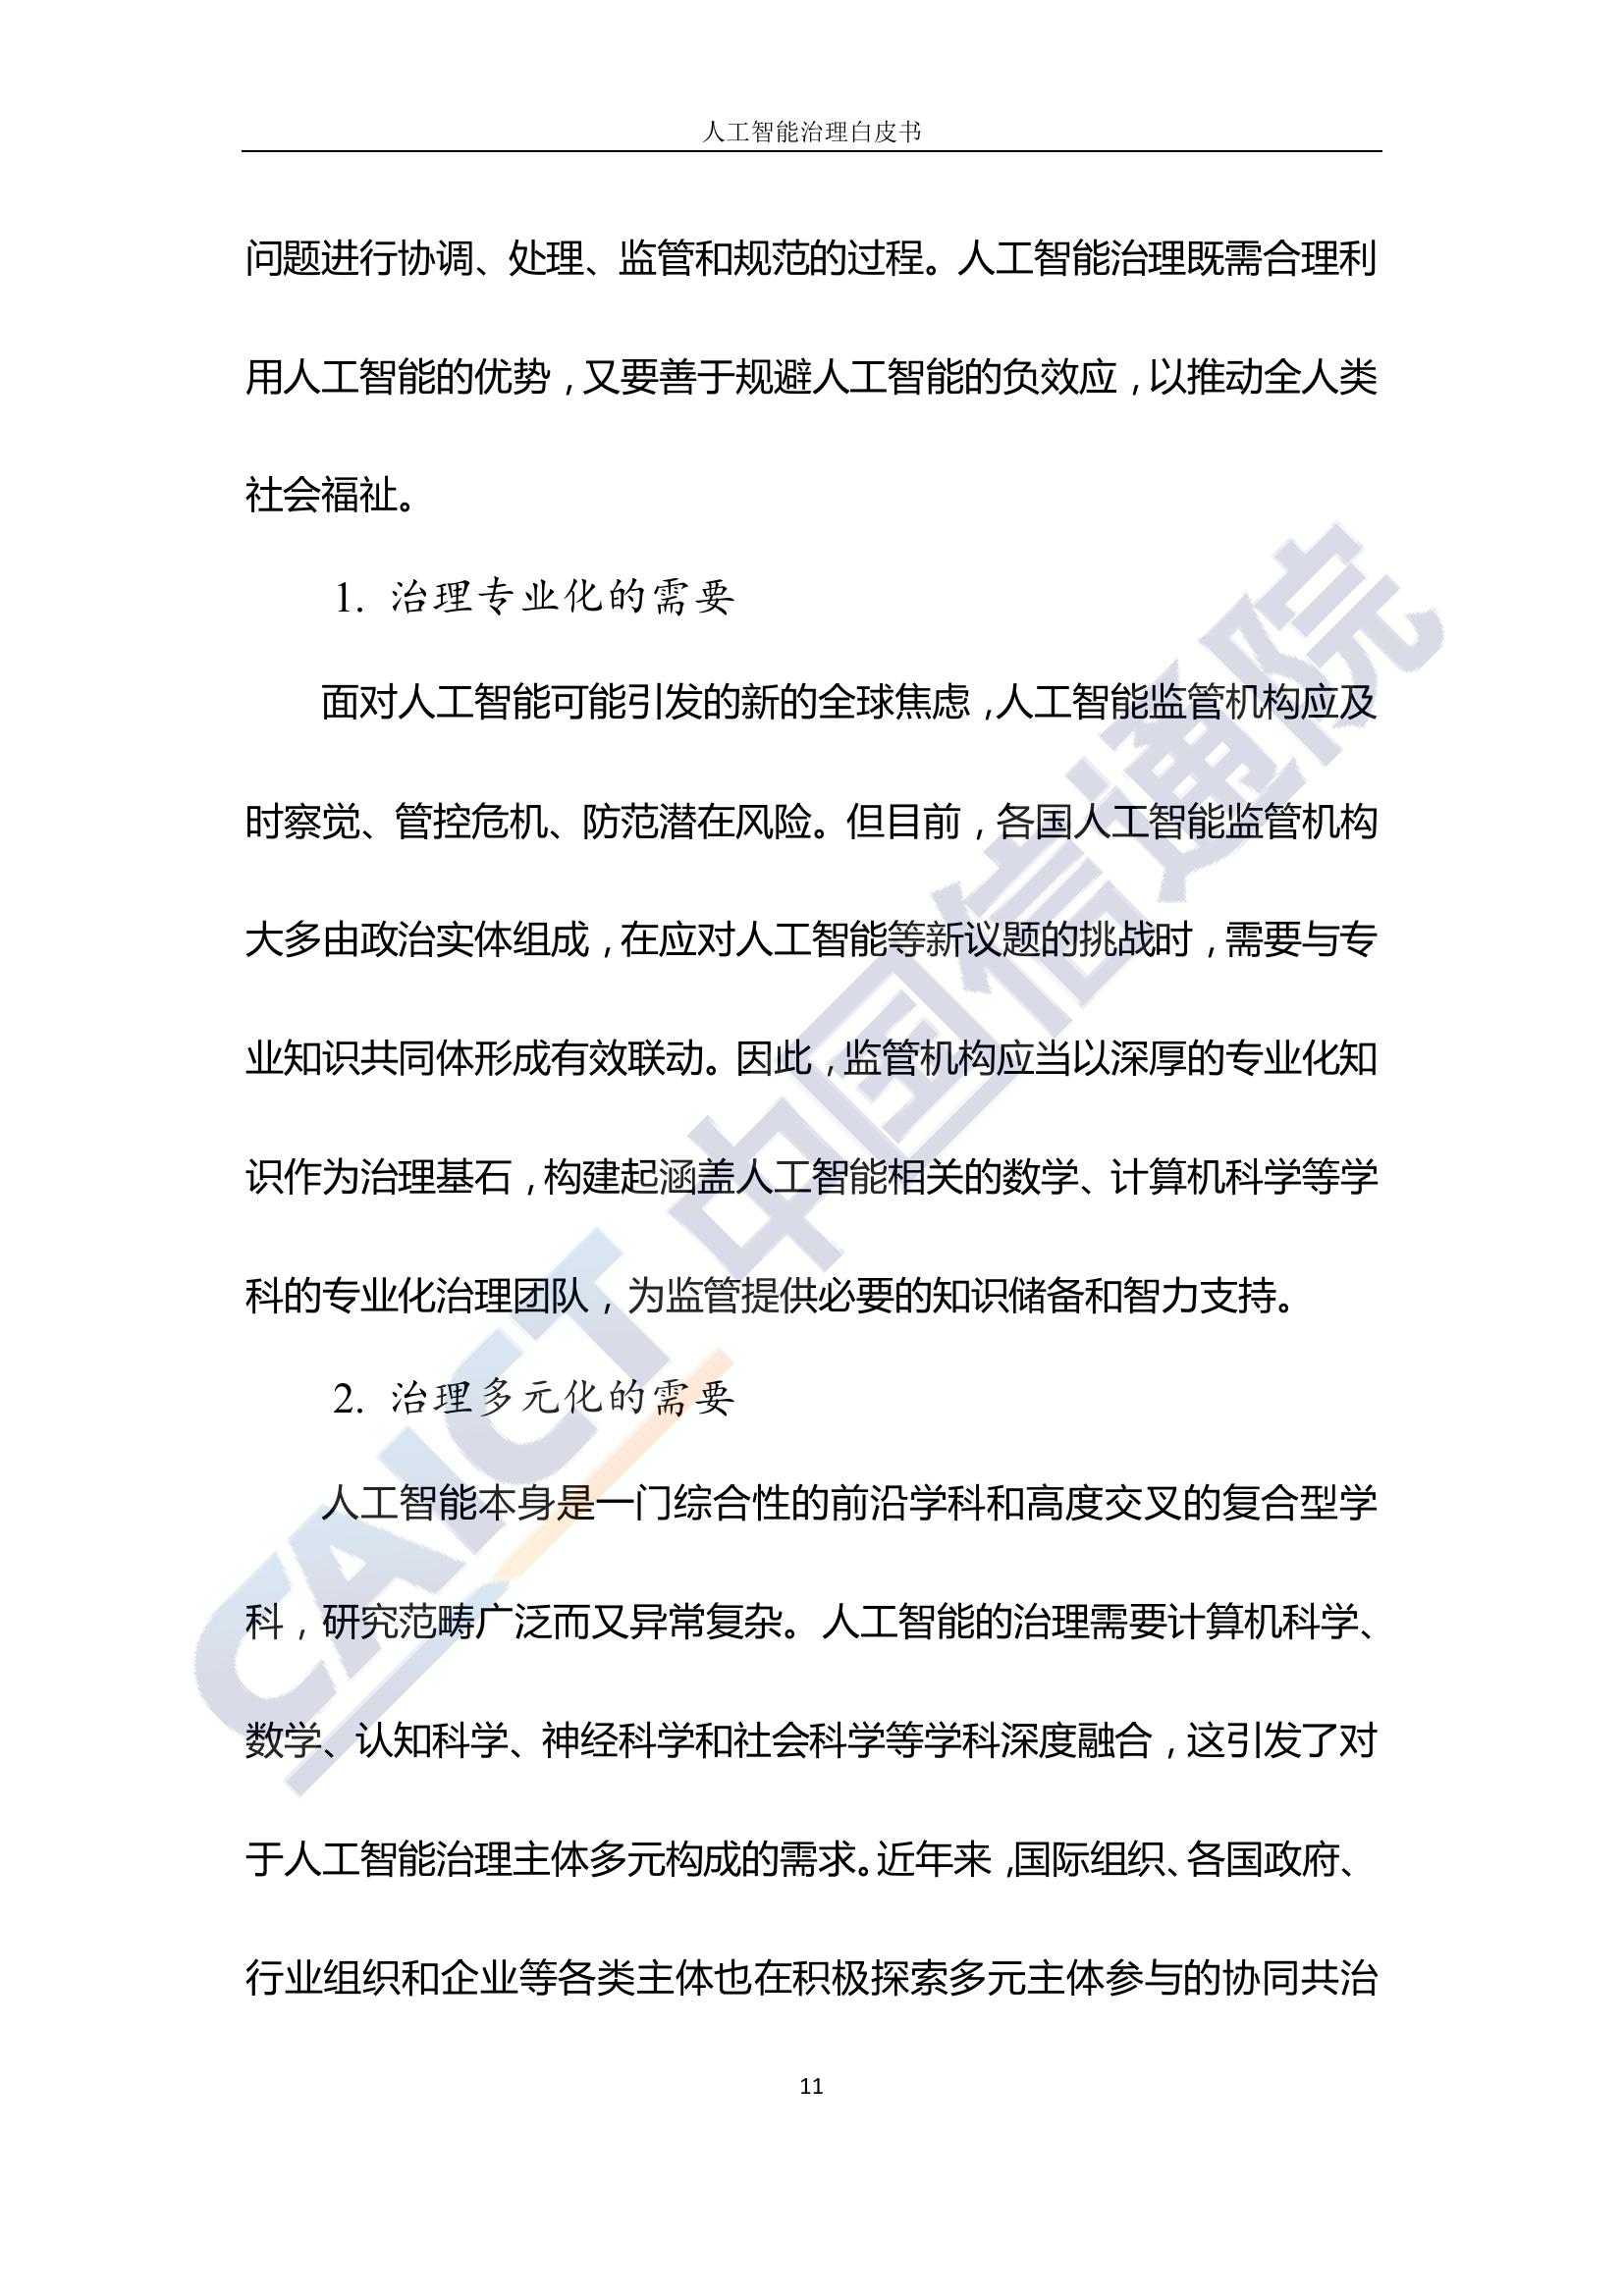 人工智能治理白皮书
问题进行协调、处理、监管和规范的过程。人工智能治理既需合理利
用人工智能的优势，又要善于规避人工智能的负效应，以推动全人类
社会福祉。
1. 治理专业化的需要
面对人工智能可能引发的新的全球焦虑，人工智能监管机构应及
时察觉、管控危机、防范潜在风险。但目前，各国人工智能监管机构
大多由政治实体组成，在应对人工智能等新议题的挑战时，需要与专
业知识共同体形成有效联动。因此，监管机构应当以深厚的专业化知
识作为治理基石，构建起涵盖人工智能相关的数学、计算机科学等学
科的专业化治理团队，为监管提供必要的知识储备和智力支持。
2. 治理多元化的需要
人工智能本身是一门综合性的前沿学科和高度交叉的复合型学
科，研究范畴广泛而又异常复杂。人工智能的治理需要计算机科学、
数学、认知科学、神经科学和社会科学等学科深度融合，这引发了对
于人工智能治理主体多元构成的需求。近年来，国际组织、各国政府、
行业组织和企业等各类主体也在积极探索多元主体参与的协同共治
11
CAICT 中国信通院